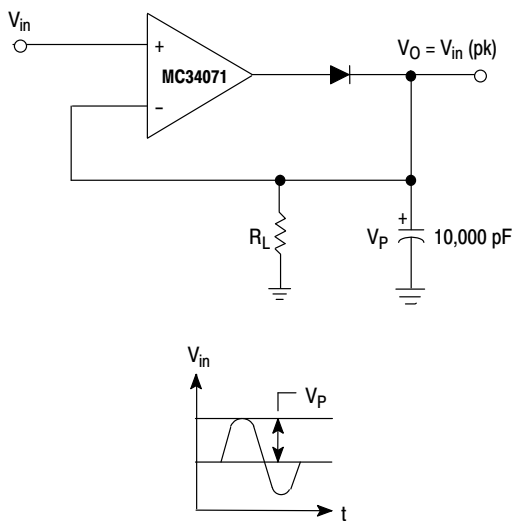 Vin
+
MC34071
−
VO = Vin (pk)
RL
+
VP
10,000 pF
Vin
VP
t